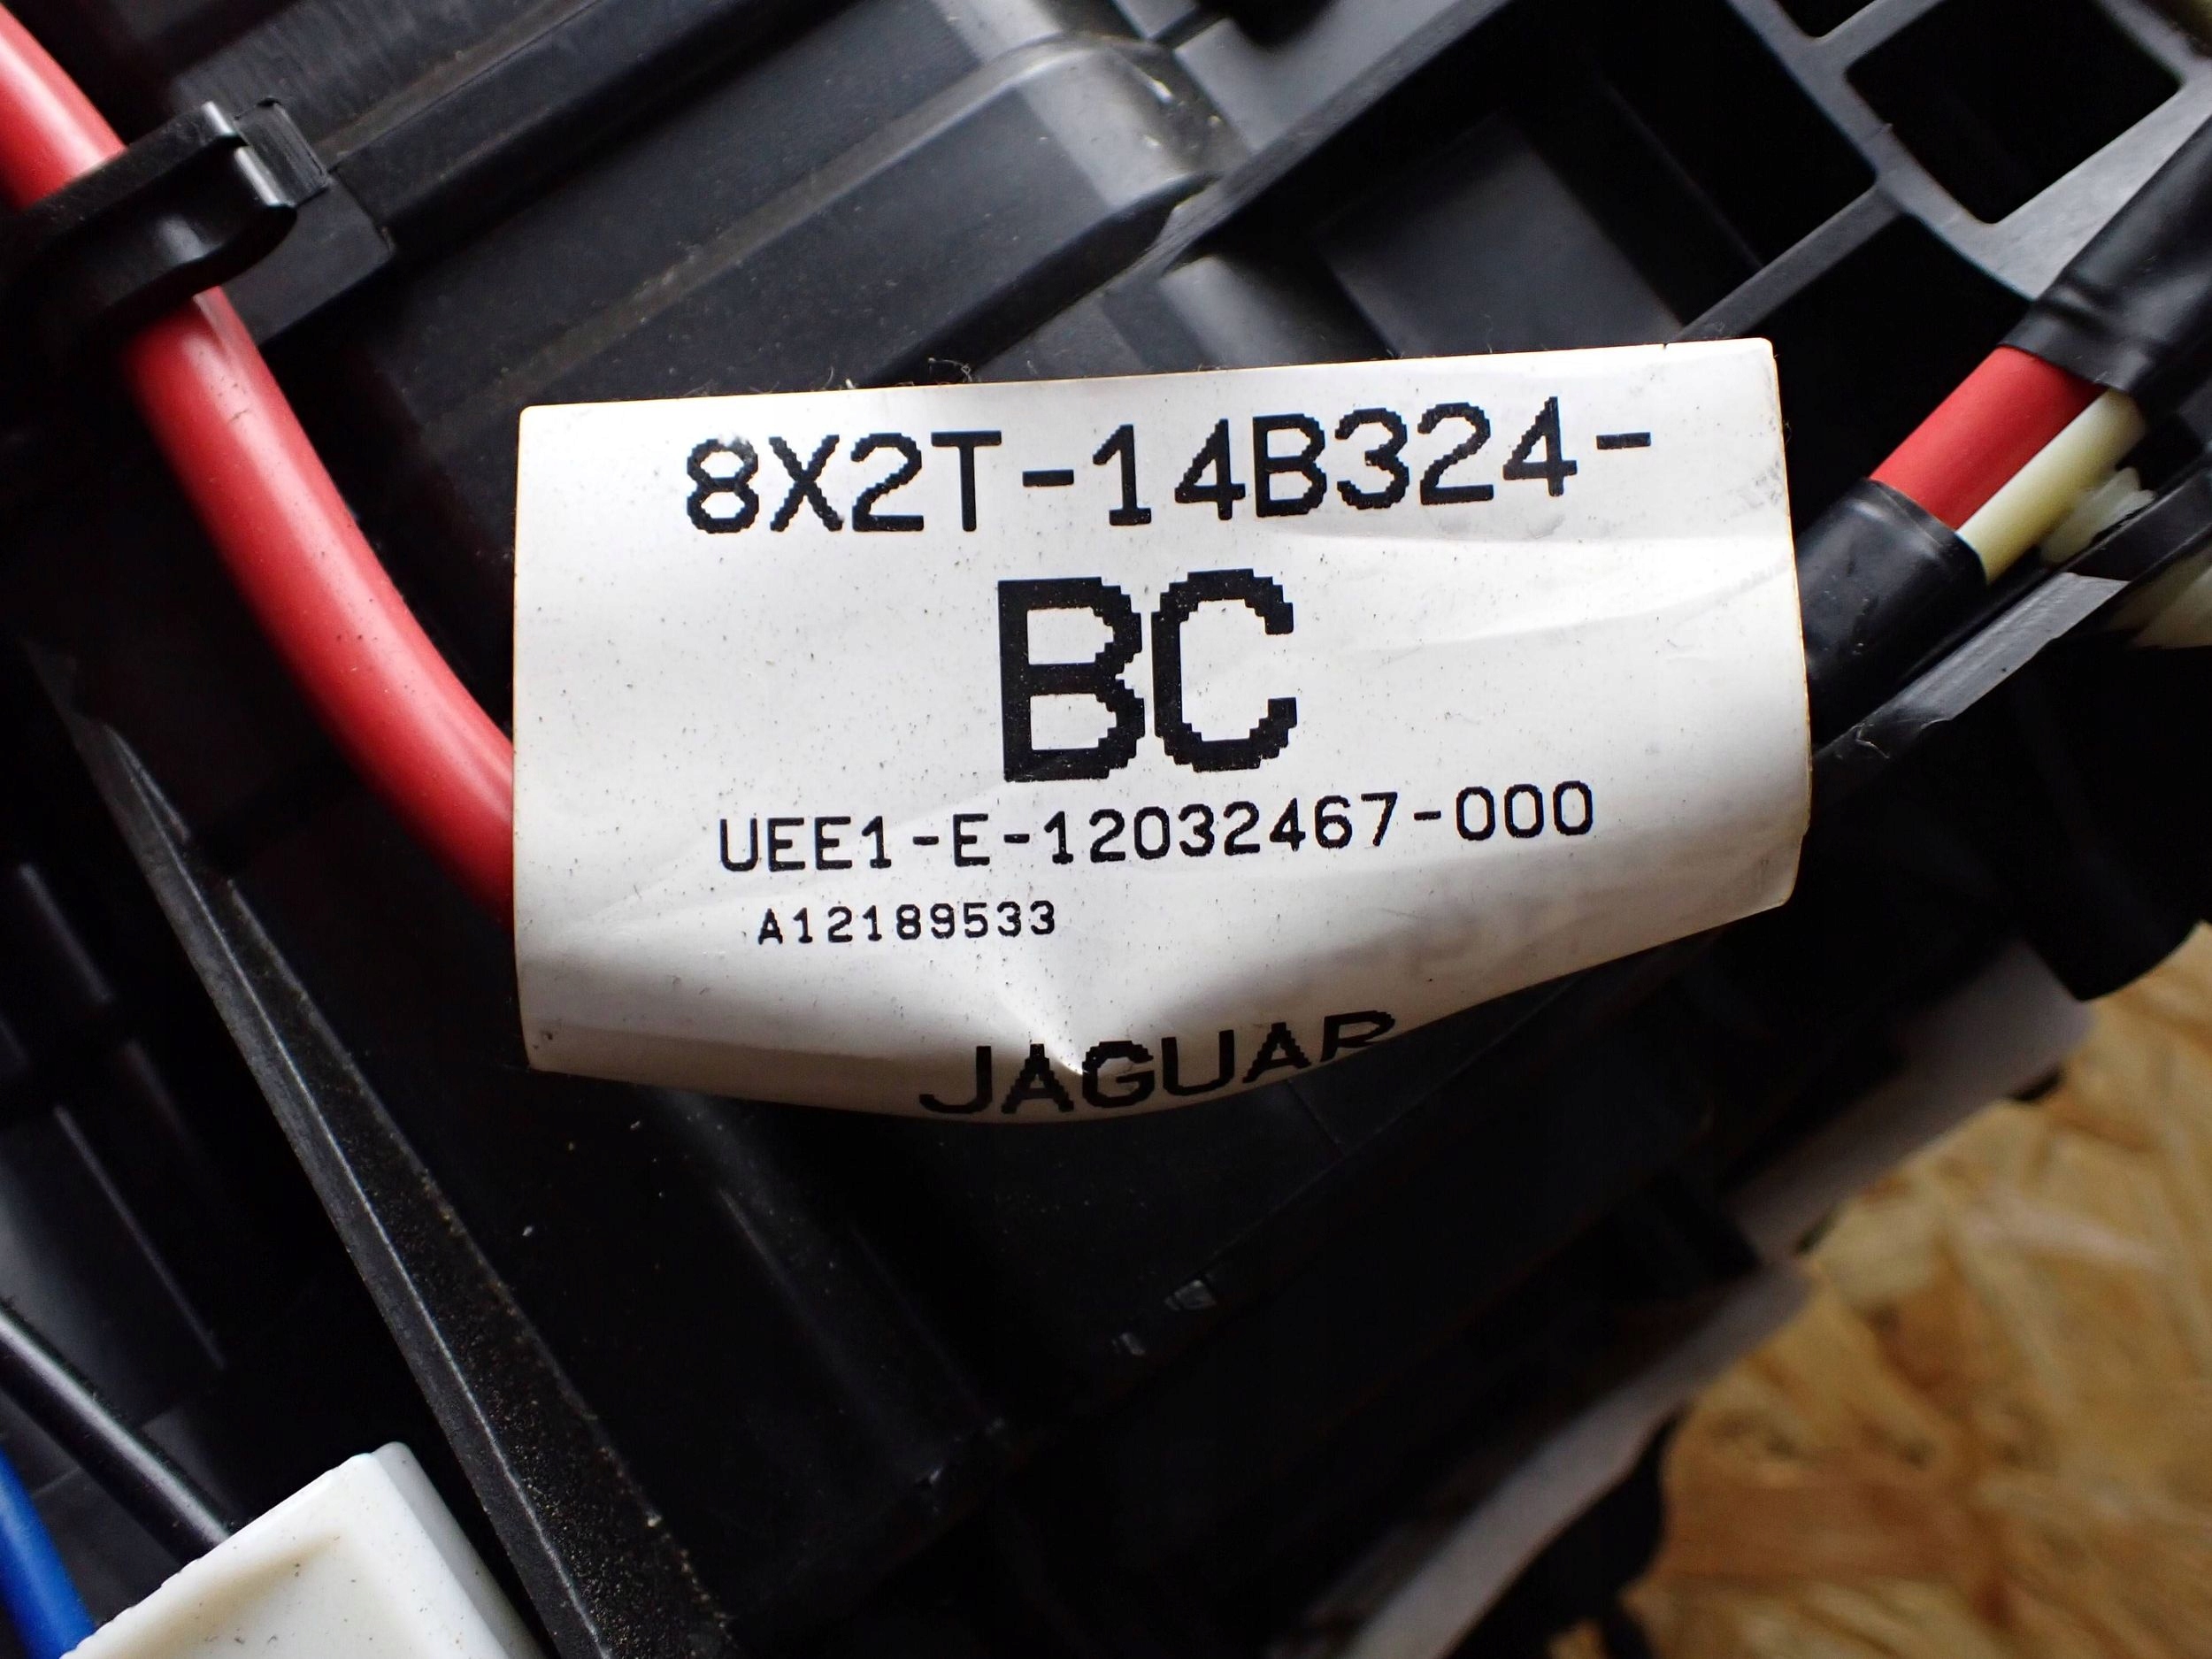 8X2T-14B324-
BC
UEE1-E-12032467-000
A12189533
JAGUAR